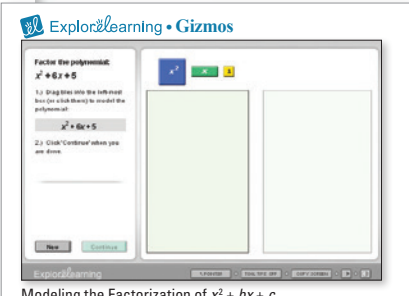 ExploreLearning • Gizmos
Factor the polynomial:
x² + 6x + 5
1.) Drag tiles into the left-most
box (or click them) to model the
polynomial:
x² + 6x + 5
2.) Click 'Continue' when you
are done.
x² x 1
New Continue
ExploreLearning
Modeling the Factorization of x² + bx + c